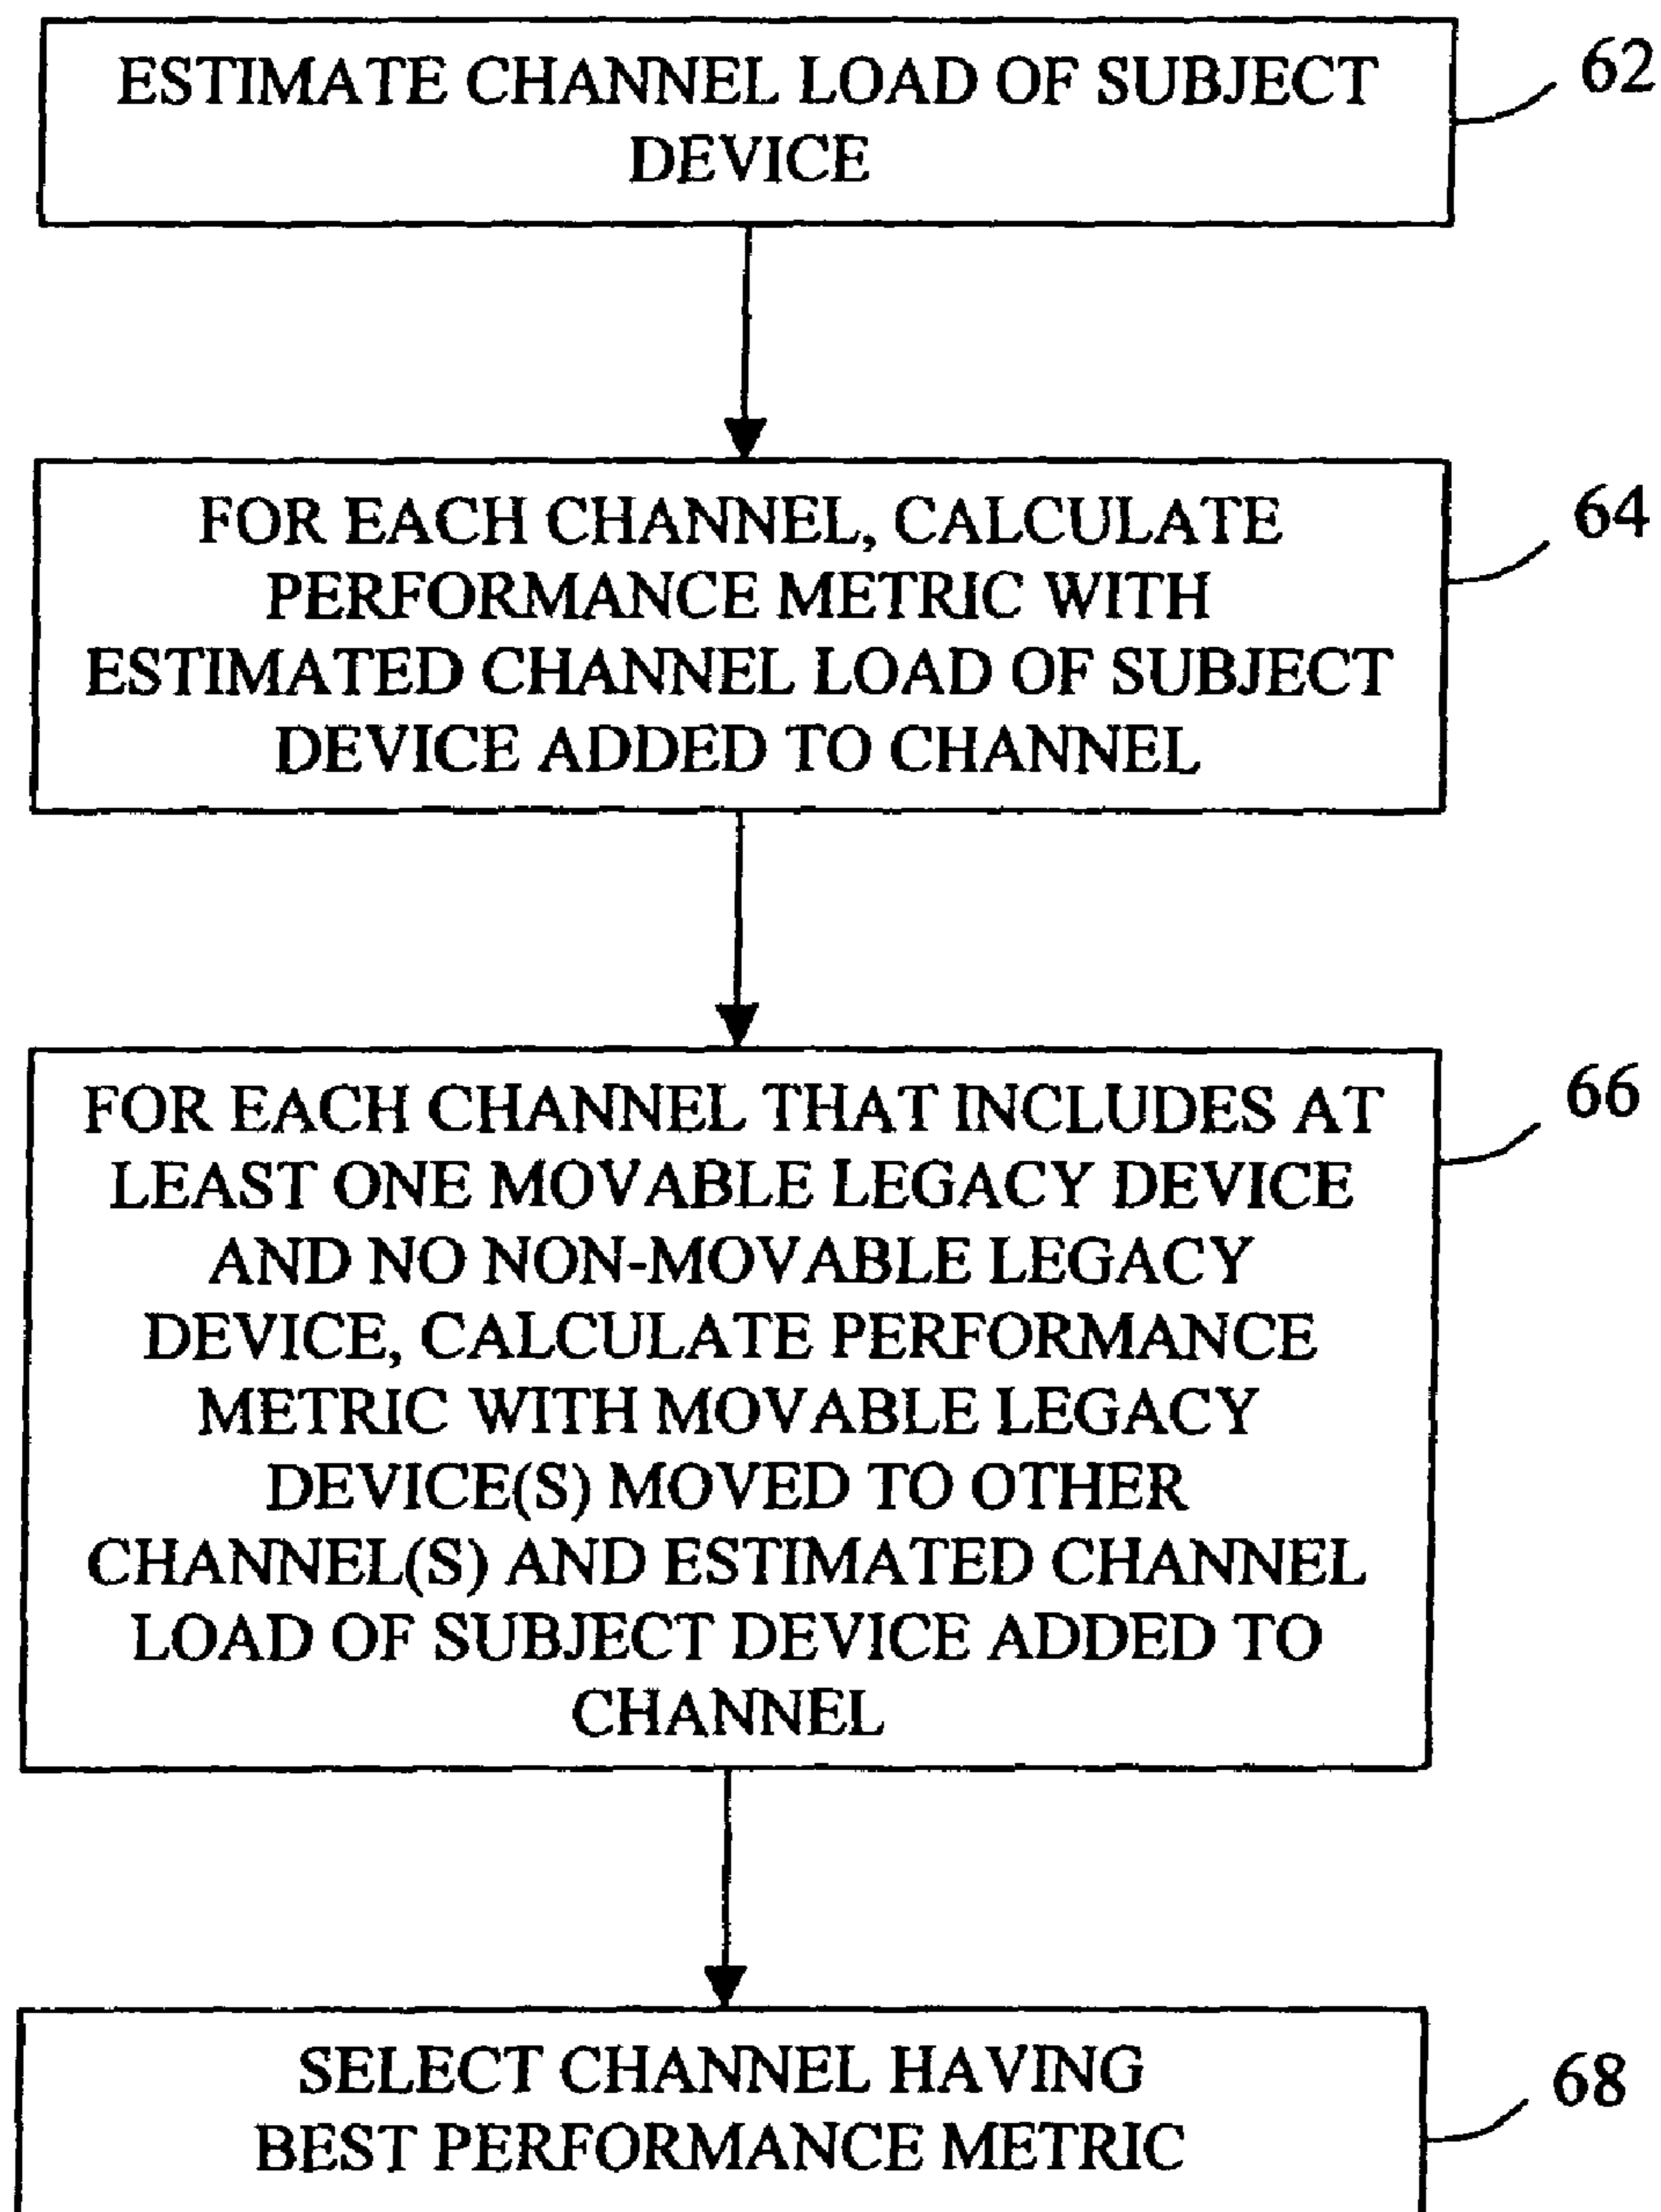 ESTIMATE CHANNEL LOAD OF SUBJECT
DEVICE
62
FOR EACH CHANNEL, CALCULATE
PERFORMANCE METRIC WITH
ESTIMATED CHANNEL LOAD OF SUBJECT
DEVICE ADDED TO CHANNEL
64
FOR EACH CHANNEL THAT INCLUDES AT
LEAST ONE MOVABLE LEGACY DEVICE
AND NO NON-MOVABLE LEGACY
DEVICE, CALCULATE PERFORMANCE
METRIC WITH MOVABLE LEGACY
DEVICE(S) MOVED TO OTHER
CHANNEL(S) AND ESTIMATED CHANNEL
LOAD OF SUBJECT DEVICE ADDED TO
CHANNEL
66
SELECT CHANNEL HAVING
BEST PERFORMANCE METRIC
68